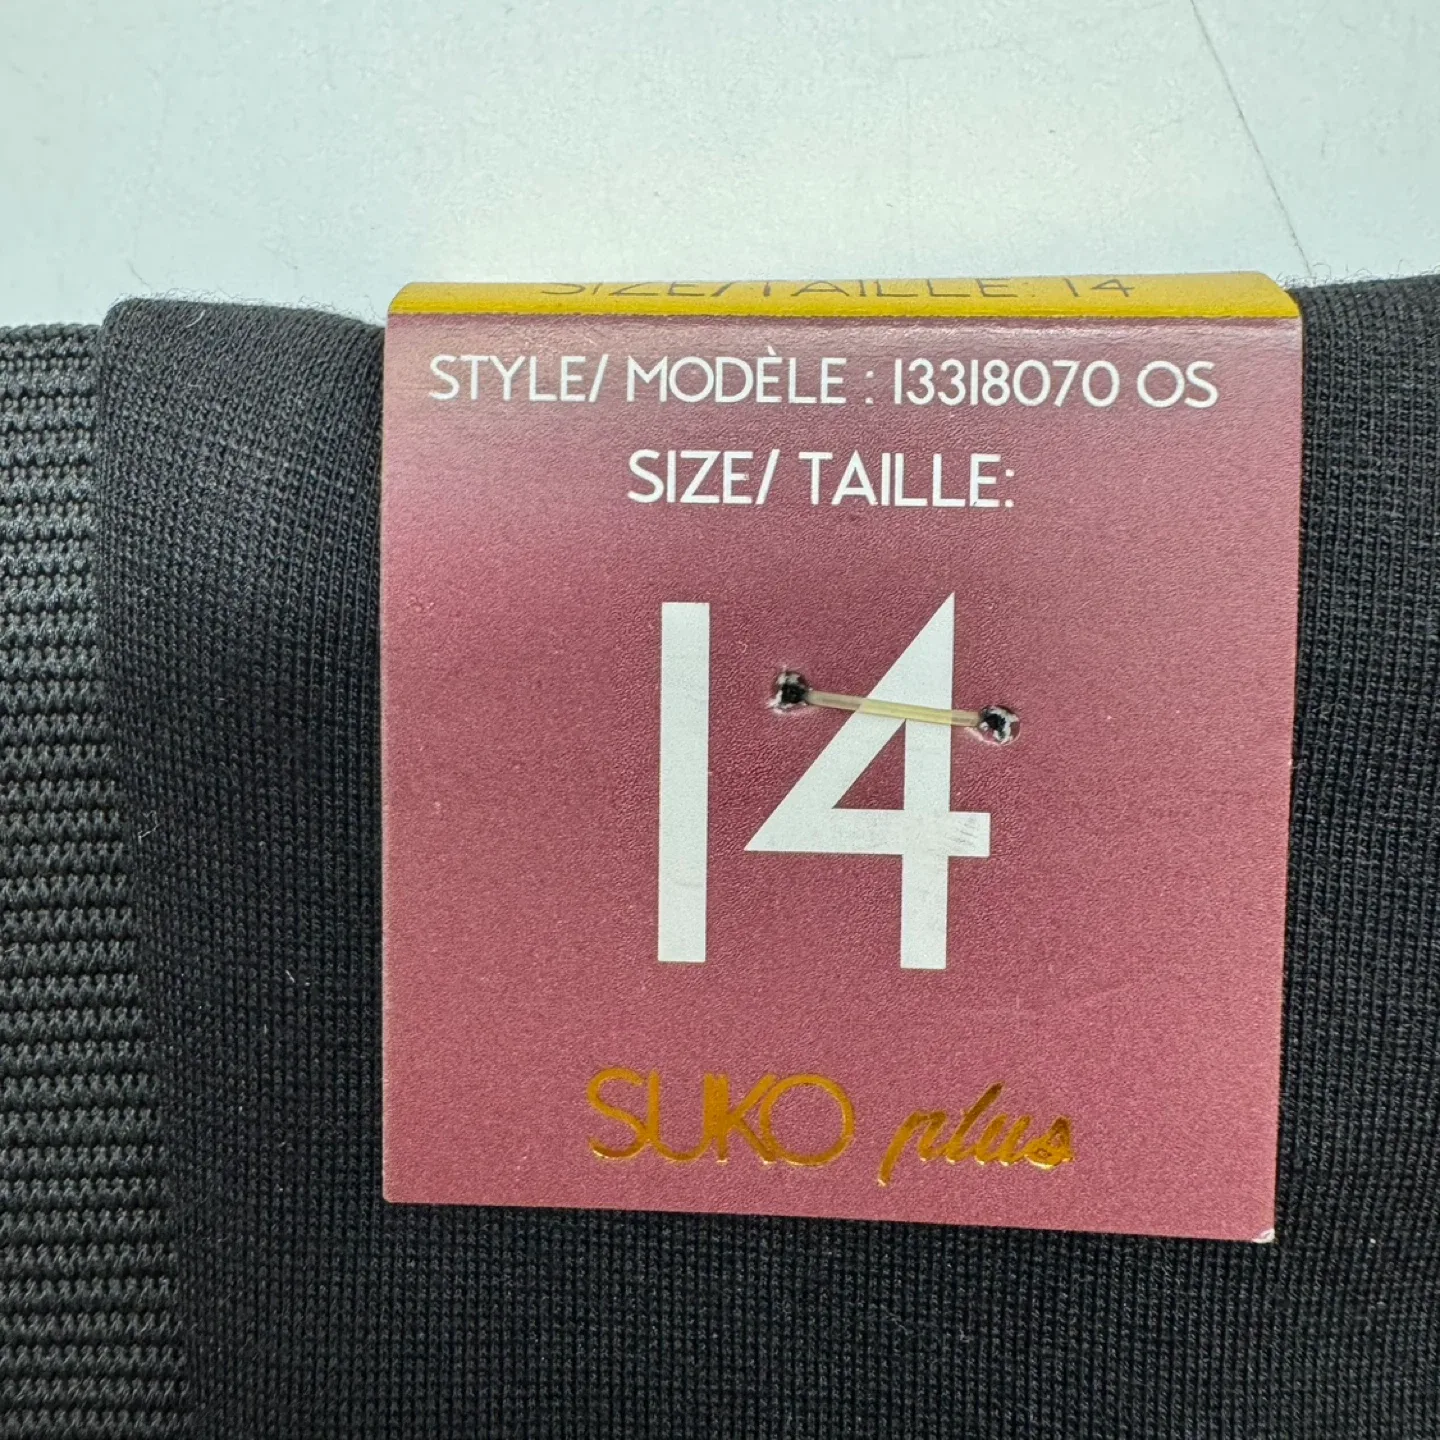 SIZE/TAILLE: 14
STYLE/ MODÈLE : 13318070 OS
SIZE/ TAILLE:
14
SUKO plus